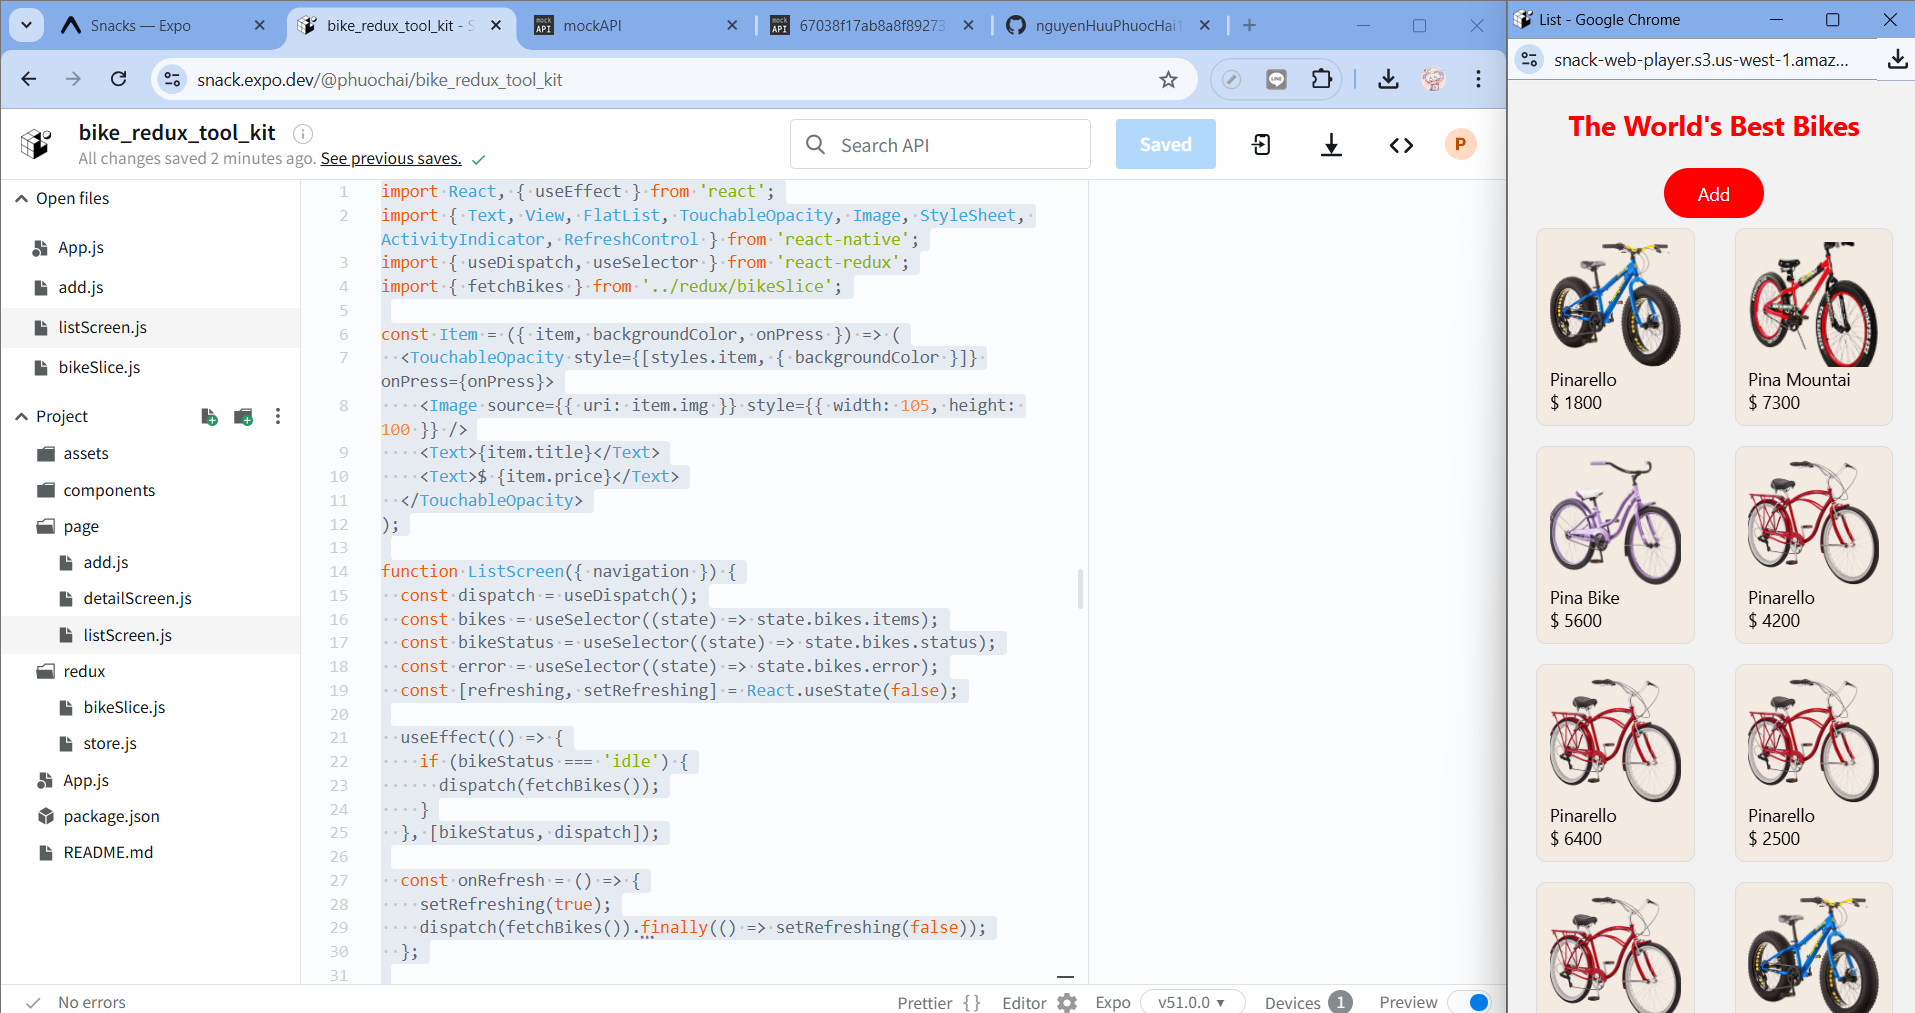 Snacks — Expo
bike_redux_tool_kit - S
mockAPI
67038f17ab8a8f89273
nguyenHuuPhuocHai1
snack.expo.dev/@phuochai/bike_redux_tool_kit
bike_redux_tool_kit
All changes saved 2 minutes ago. See previous saves.
Search API
Saved
P
Open files
App.js
add.js
listScreen.js
bikeSlice.js
Project
assets
components
page
add.js
detailScreen.js
listScreen.js
redux
bikeSlice.js
store.js
App.js
package.json
README.md
1 import React, { useEffect } from 'react';
2 import { Text, View, FlatList, TouchableOpacity, Image, StyleSheet,
ActivityIndicator, RefreshControl } from 'react-native';
3 import { useDispatch, useSelector } from 'react-redux';
4 import { fetchBikes } from '../redux/bikeSlice';
5
6 const Item = ({ item, backgroundColor, onPress }) => (
7 <TouchableOpacity style={[styles.item, { backgroundColor }]}
onPress={onPress}>
8 <Image source={{ uri: item.img }} style={{ width: 105, height:
100 }} />
9 <Text>{item.title}</Text>
10 <Text>$ {item.price}</Text>
11 </TouchableOpacity>
12 );
13
14 function ListScreen({ navigation }) {
15 const dispatch = useDispatch();
16 const bikes = useSelector((state) => state.bikes.items);
17 const bikeStatus = useSelector((state) => state.bikes.status);
18 const error = useSelector((state) => state.bikes.error);
19 const [refreshing, setRefreshing] = React.useState(false);
20
21 useEffect(() => {
22 if (bikeStatus === 'idle') {
23 dispatch(fetchBikes());
24 }
25 }, [bikeStatus, dispatch]);
26
27 const onRefresh = () => {
28 setRefreshing(true);
29 dispatch(fetchBikes()).finally(() => setRefreshing(false));
30 };
31
No errors
Prettier { }
Editor
Expo
v51.0.0
Devices 1
Preview
List - Google Chrome
snack-web-player.s3.us-west-1.amaz...
The World's Best Bikes
Add
Pinarello
$ 1800
Pina Mountai
$ 7300
Pina Bike
$ 5600
Pinarello
$ 4200
Pinarello
$ 6400
Pinarello
$ 2500